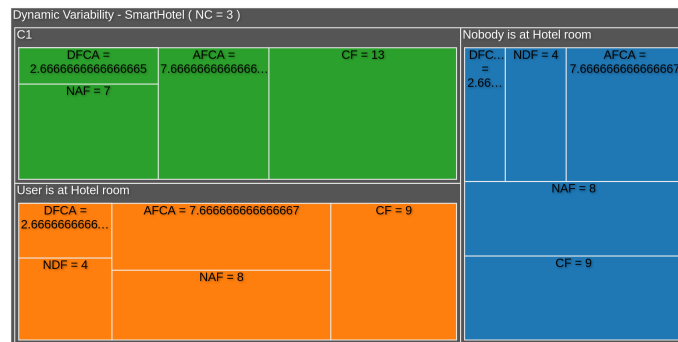 Dynamic Variability - SmartHotel ( NC = 3 )
C1
DFCA =
2.6666666666666665
NAF = 7
AFCA =
7.6666666666666...
CF = 13
User is at Hotel room
DFCA =
2.6666666666...
NDF = 4
AFCA = 7.666666666666667
NAF = 8
CF = 9
Nobody is at Hotel room
DFC...
=
2.66...
NDF = 4
AFCA =
7.666666666666667
NAF = 8
CF = 9